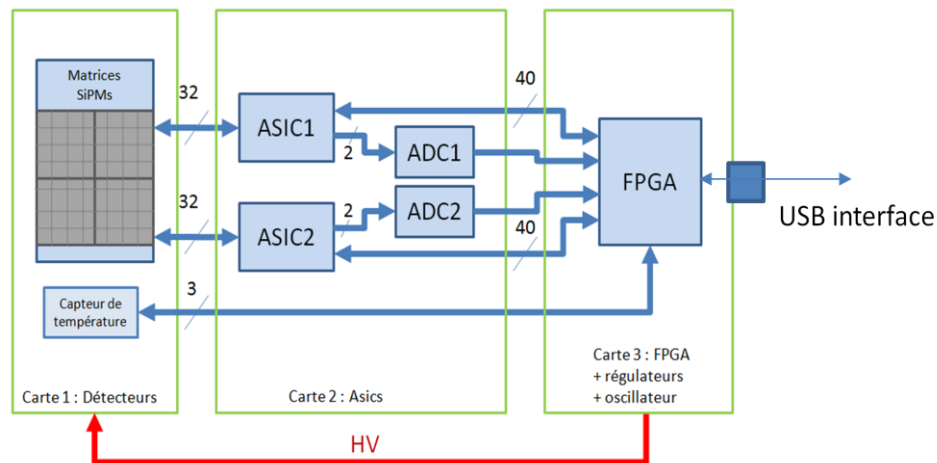 Matrices
SiPMs
32
32
3
Capteur de
température
Carte 1 : Détecteurs
ASIC1
2
ADC1
ASIC2
2
ADC2
Carte 2 : Asics
40
40
FPGA
Carte 3 : FPGA
+ régulateurs
+ oscillateur
USB interface
HV